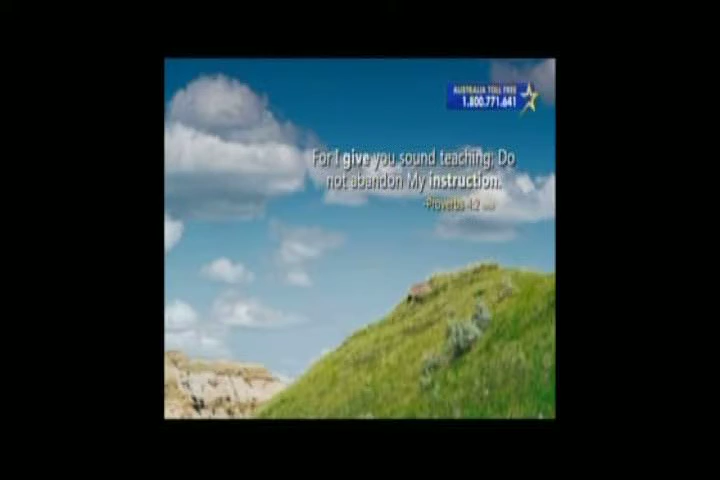 AUSTRALIA TOLL FREE
1.800.771.641
For I give you sound teaching; Do
not abandon My instruction.
-Proverbs 4:2